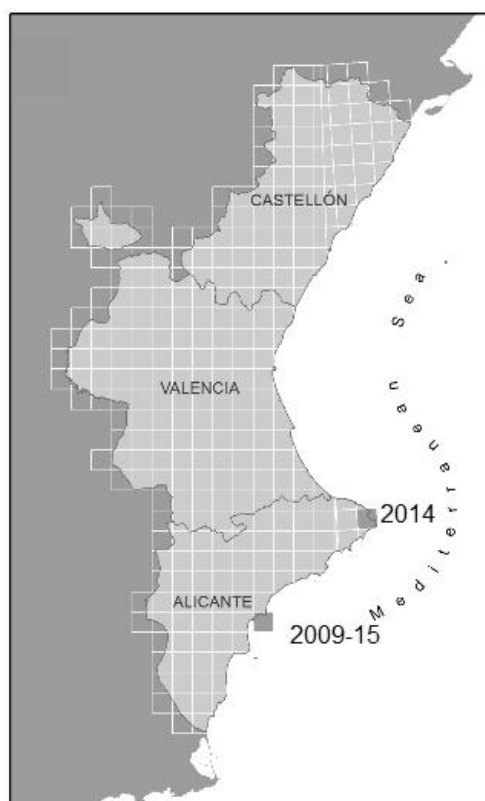 CASTELLÓN
VALENCIA
ALICANTE
2014
2009-15
Mediterranean Sea